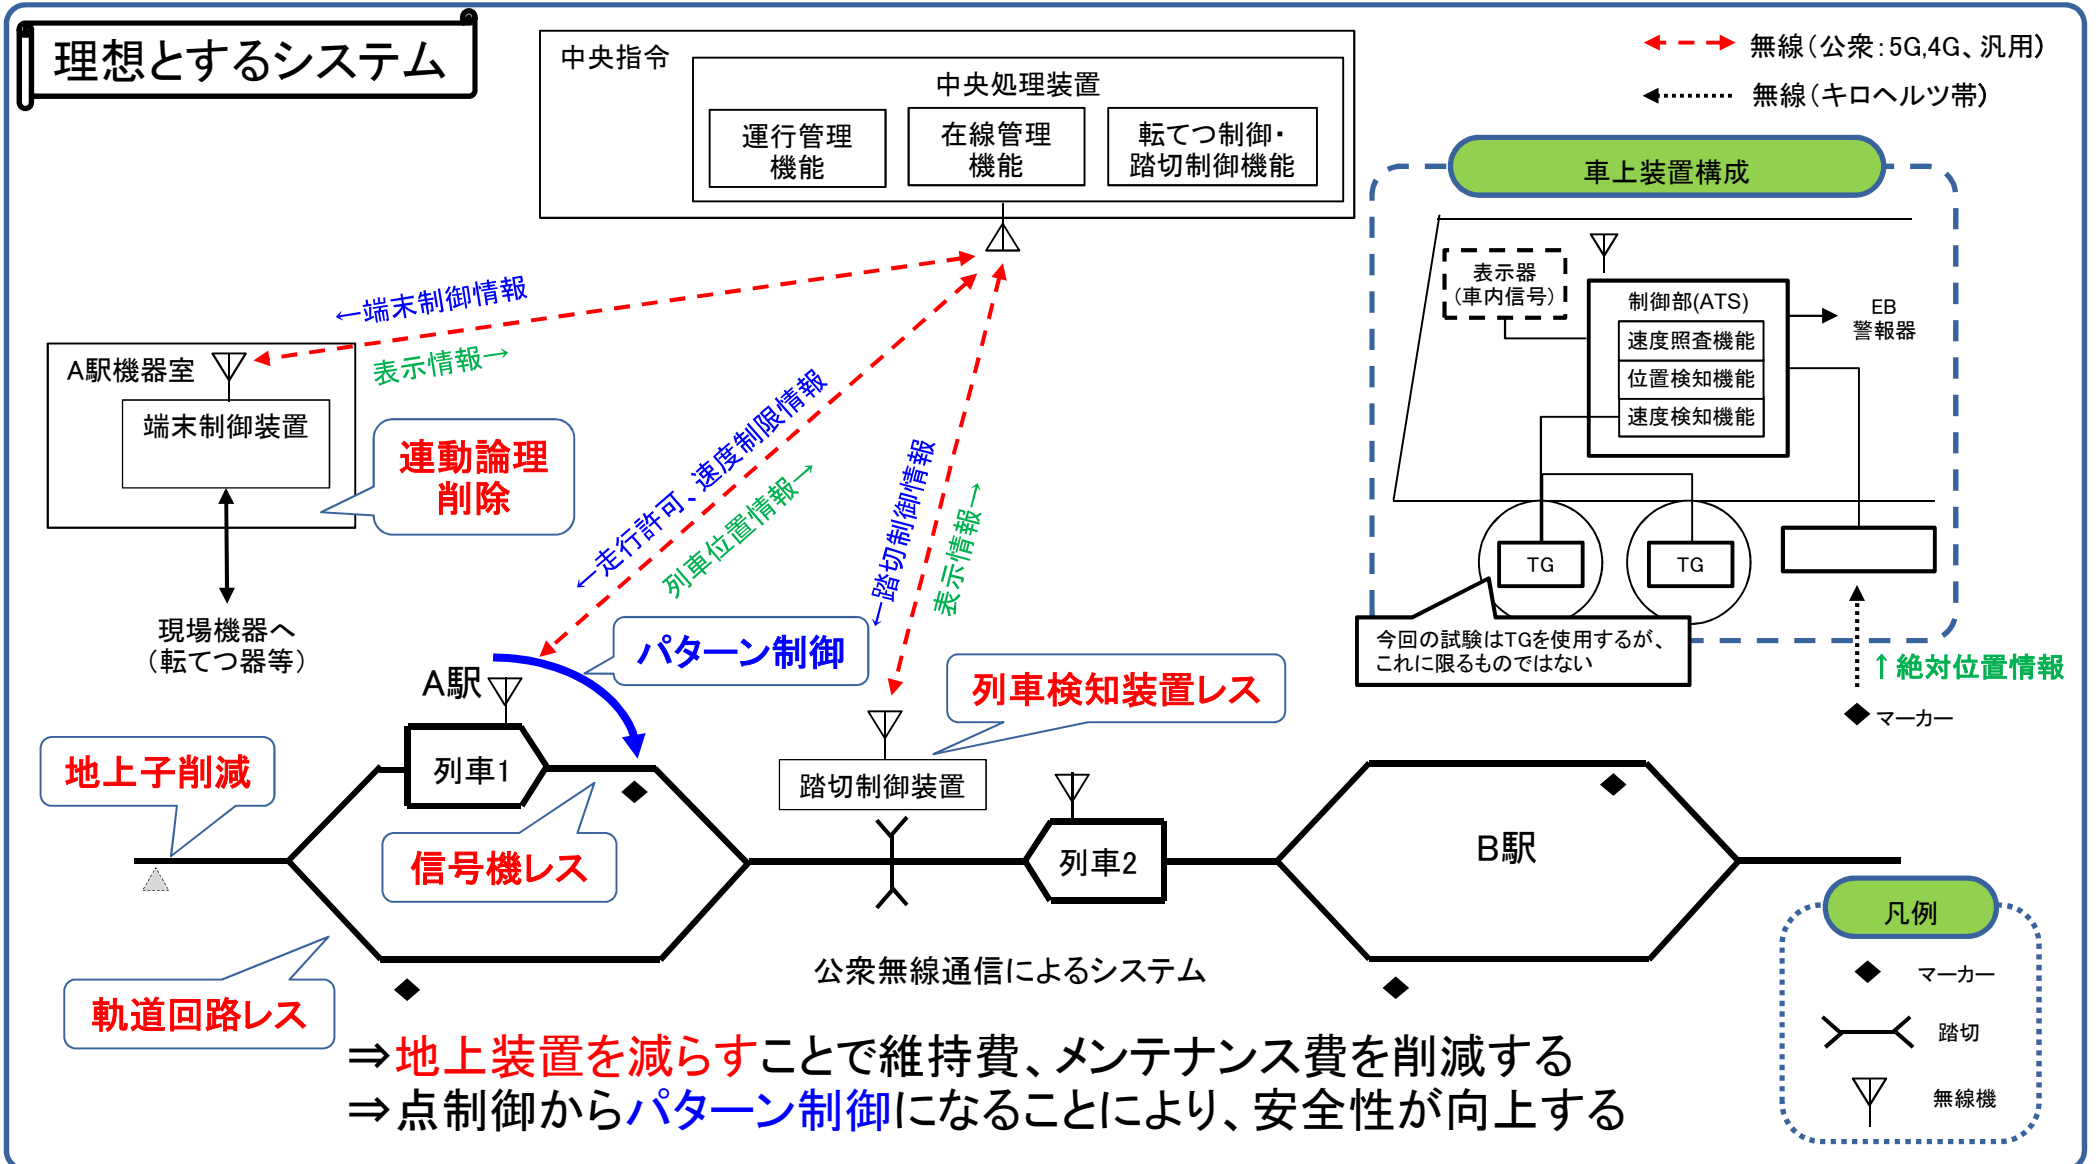 理想とするシステム
中央指令
中央処理装置
運行管理
機能
在線管理
機能
転てつ制御・
踏切制御機能
無線（公衆：5G,4G、汎用）
無線（キロヘルツ帯）
車上装置構成
表示器
（車内信号）
制御部(ATS)
速度照査機能
位置検知機能
速度検知機能
EB
警報器
TG
TG
今回の試験はTGを使用するが、
これに限るものではない
↑絶対位置情報
マーカー
←端末制御情報
表示情報→
A駅機器室
端末制御装置
連動論理
削除
現場機器へ
（転てつ器等）
←走行許可、速度制限情報
列車位置情報→
←踏切制御情報
表示情報→
パターン制御
列車検知装置レス
A駅
列車1
地上子削減
信号機レス
踏切制御装置
列車2
B駅
軌道回路レス
公衆無線通信によるシステム
凡例
マーカー
踏切
無線機
⇒地上装置を減らすことで維持費、メンテナンス費を削減する
⇒点制御からパターン制御になることにより、安全性が向上する